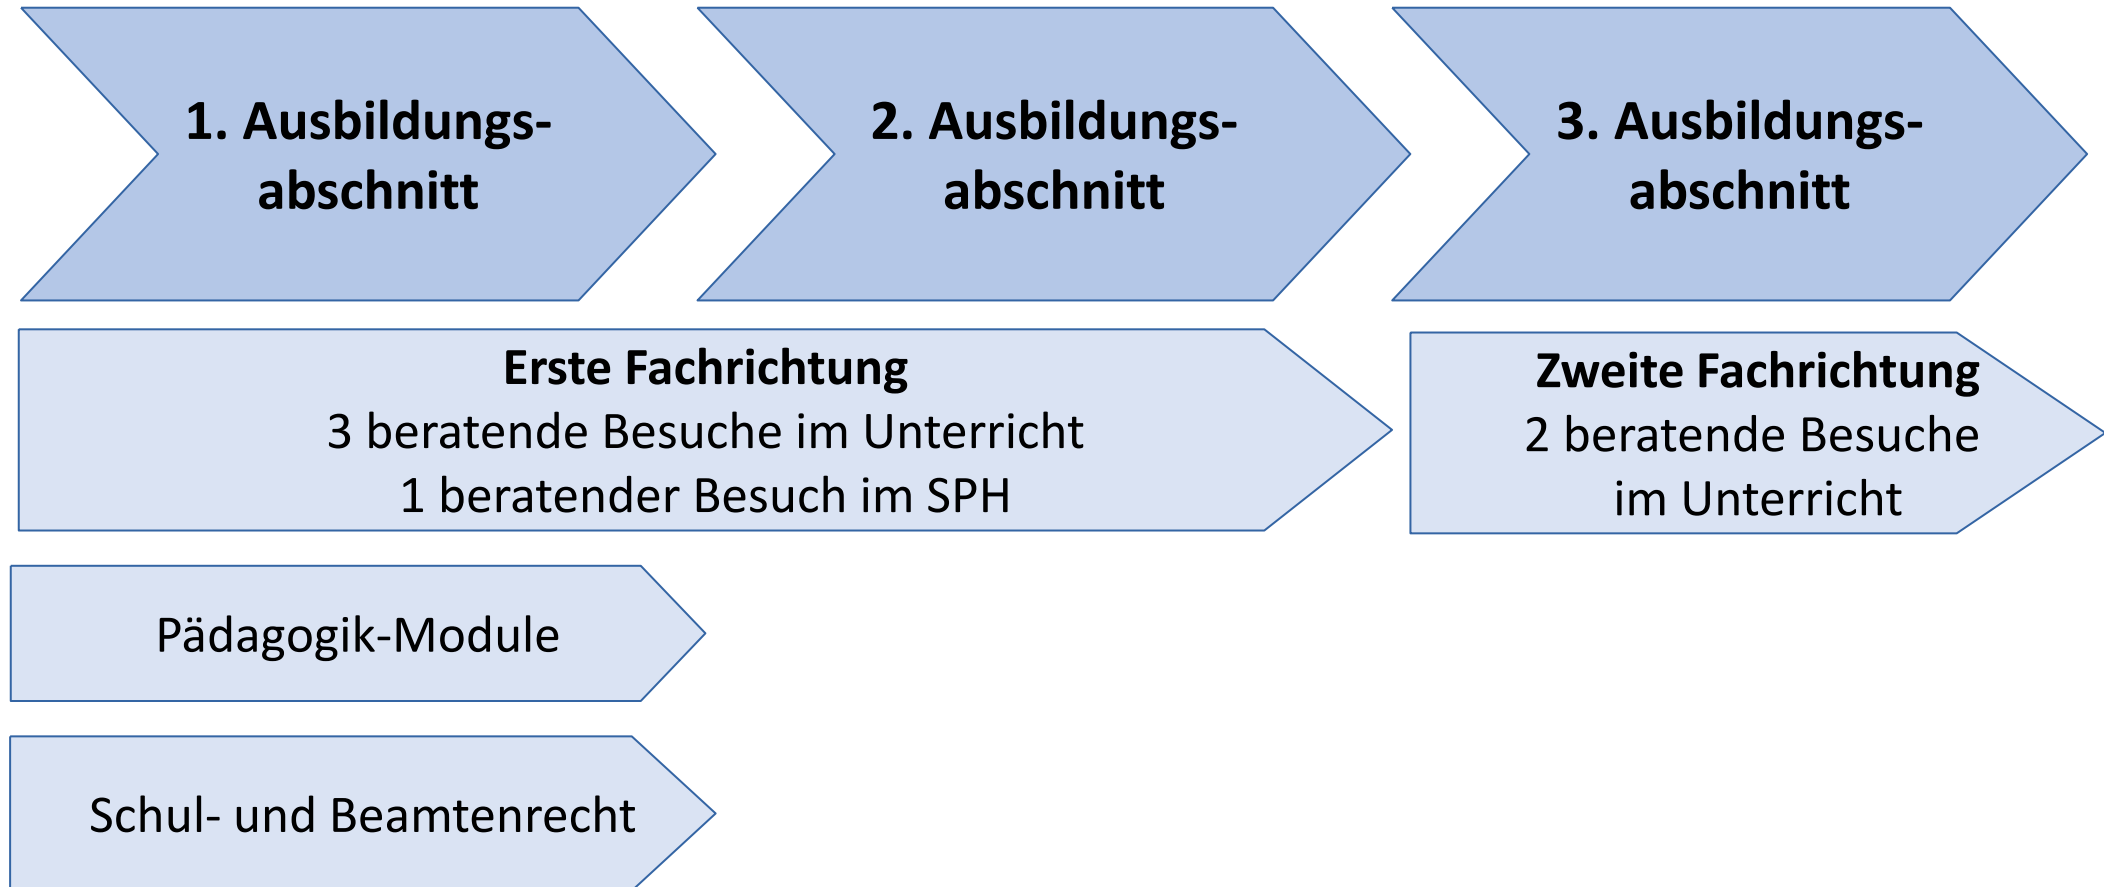 1. Ausbildungs-
abschnitt
2. Ausbildungs-
abschnitt
3. Ausbildungs-
abschnitt
Erste Fachrichtung
3 beratende Besuche im Unterricht
1 beratender Besuch im SPH
Zweite Fachrichtung
2 beratende Besuche
im Unterricht
Pädagogik-Module
Schul- und Beamtenrecht